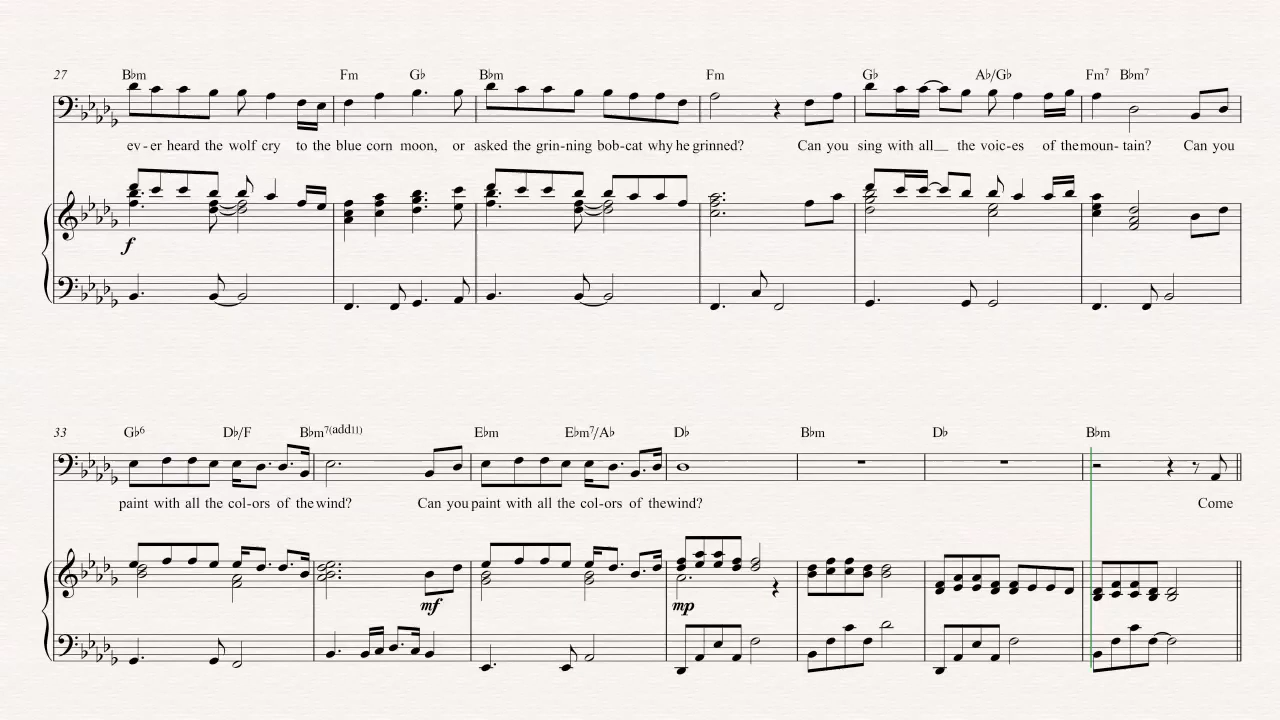 27 B♭m Fm G♭ B♭m Fm G♭ A♭/G♭ Fm7 B♭m7
ev-er heard the wolf cry to the blue corn moon, or asked the grin-ning bob-cat why he grinned? Can you sing with all__ the voic-es of the moun-tain? Can you
f
33 G♭6 D♭/F B♭m7(add11) E♭m E♭m7/A♭ D♭ B♭m D♭ B♭m
paint with all the col-ors of the wind? Can you paint with all the col-ors of the wind? Come
mf mp